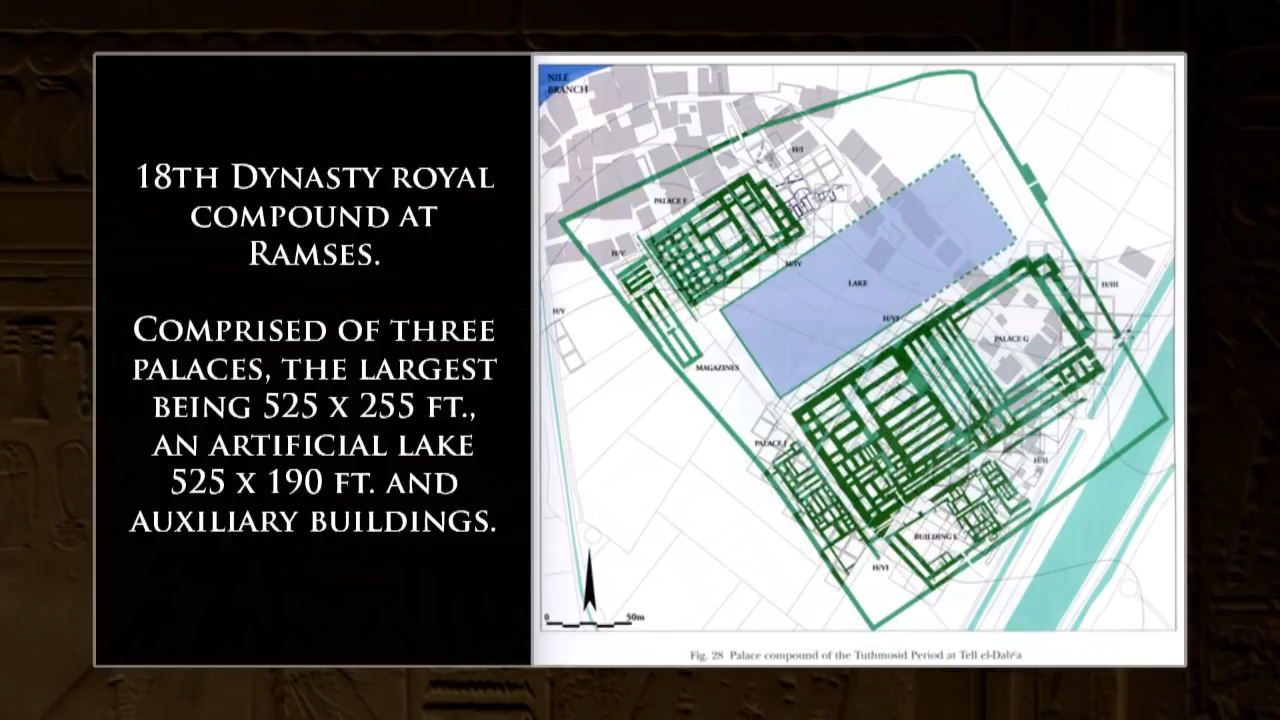 18TH DYNASTY ROYAL
COMPOUND AT
RAMSES.
COMPRISED OF THREE
PALACES, THE LARGEST
BEING 525 X 255 FT.,
AN ARTIFICIAL LAKE
525 X 190 FT. AND
AUXILIARY BUILDINGS.
NILE
BRANCH
H/I
PALACE F
H/V
H/IV
LAKE
H/III
H/V
H/VI
PALACE G
MAGAZINES
PALACE J
H/II
BUILDING L
H/VI
0 50m
Fig. 28 Palace compound of the Tuthmosid Period at Tell el-Dabʿa